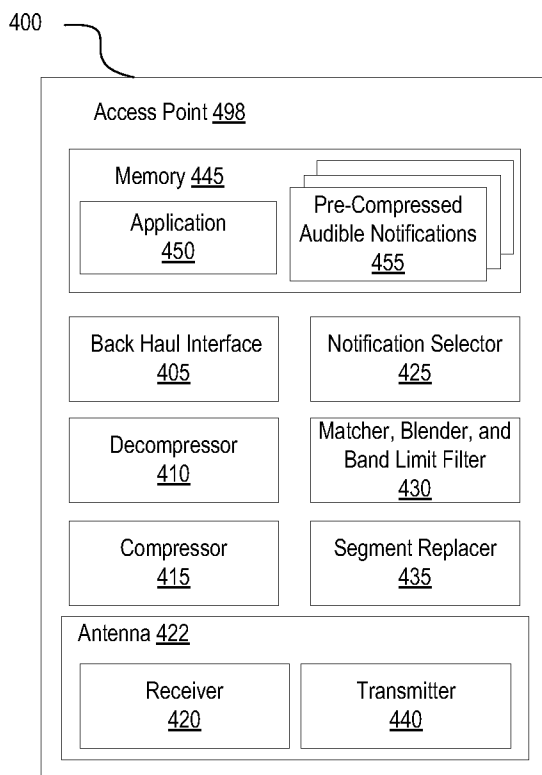 400
Access Point 498
Memory 445
Application
450
Pre-Compressed
Audible Notifications
455
Back Haul Interface
405
Notification Selector
425
Decompressor
410
Matcher, Blender, and
Band Limit Filter
430
Compressor
415
Segment Replacer
435
Antenna 422
Receiver
420
Transmitter
440